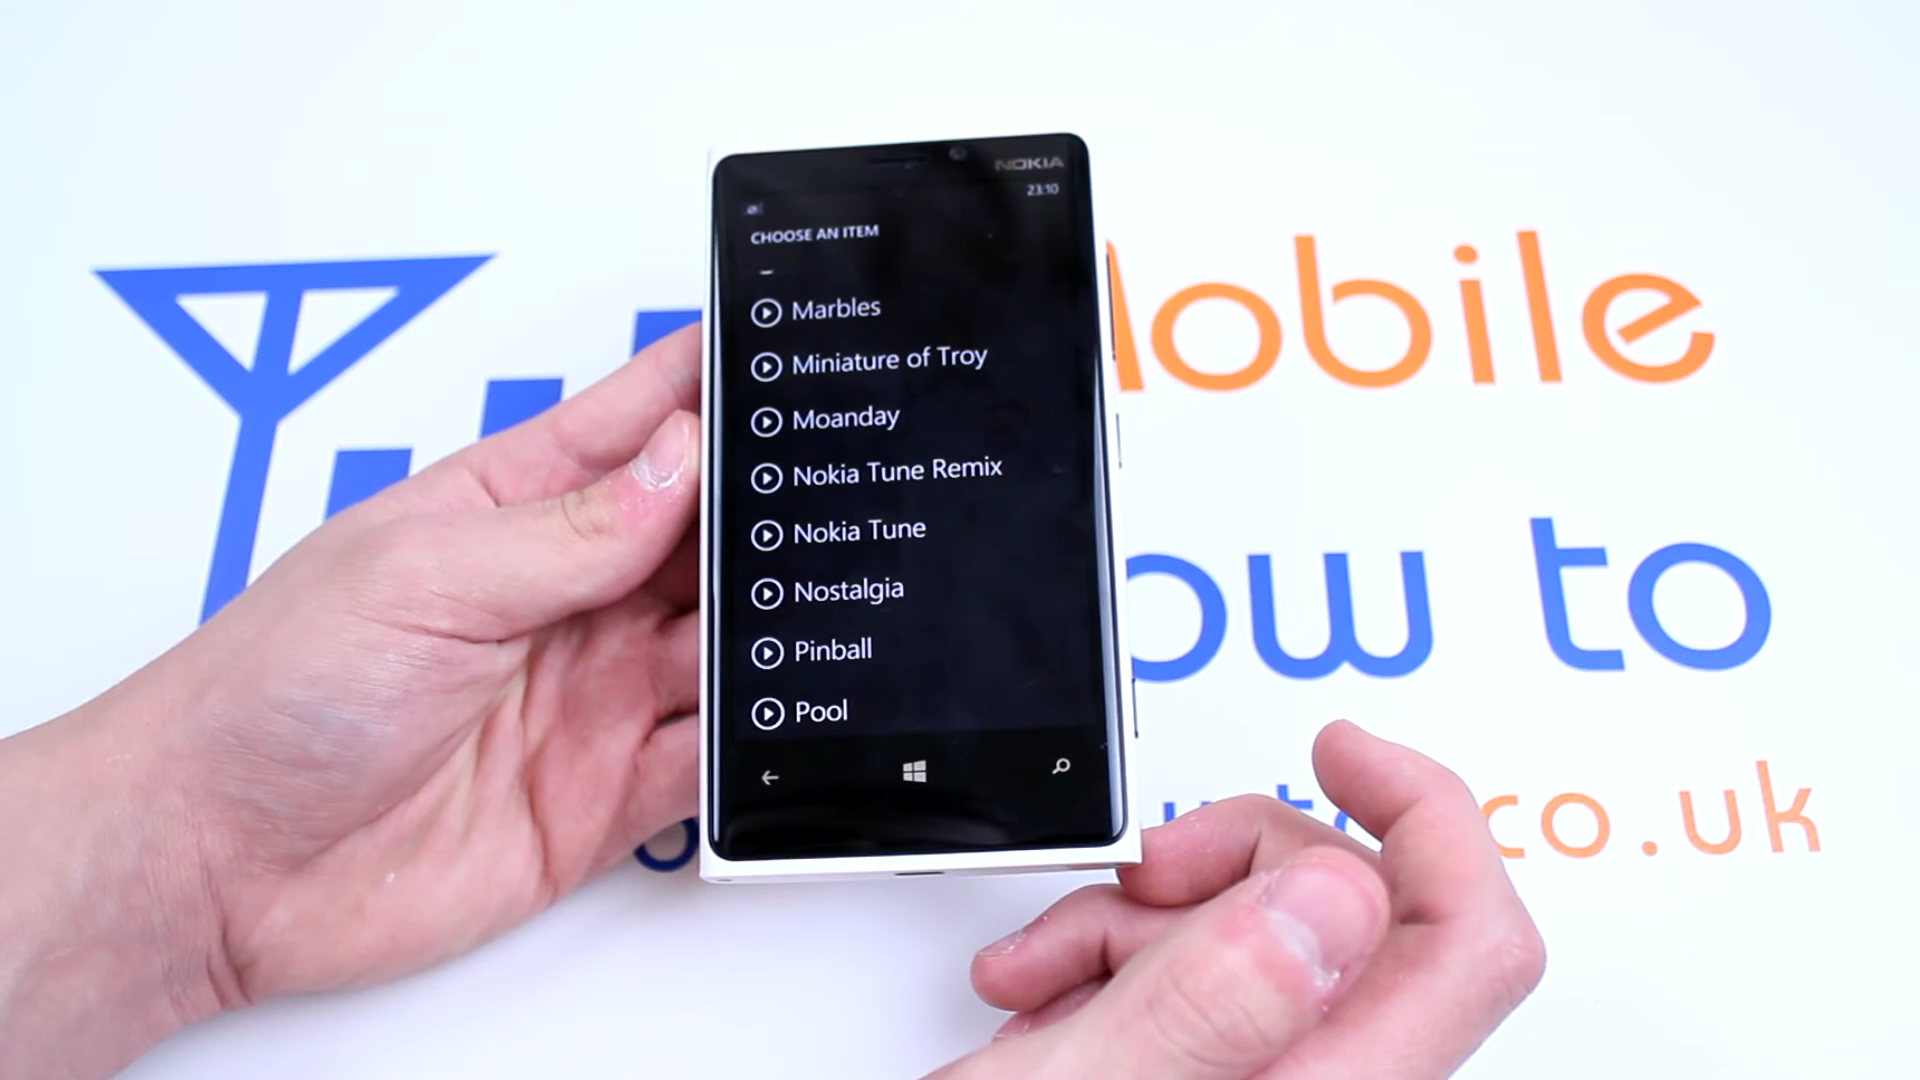 NOKIA
23:10
CHOOSE AN ITEM
Marbles
Miniature of Troy
Moanday
Nokia Tune Remix
Nokia Tune
Nostalgia
Pinball
Pool
obile
ow to
co.uk